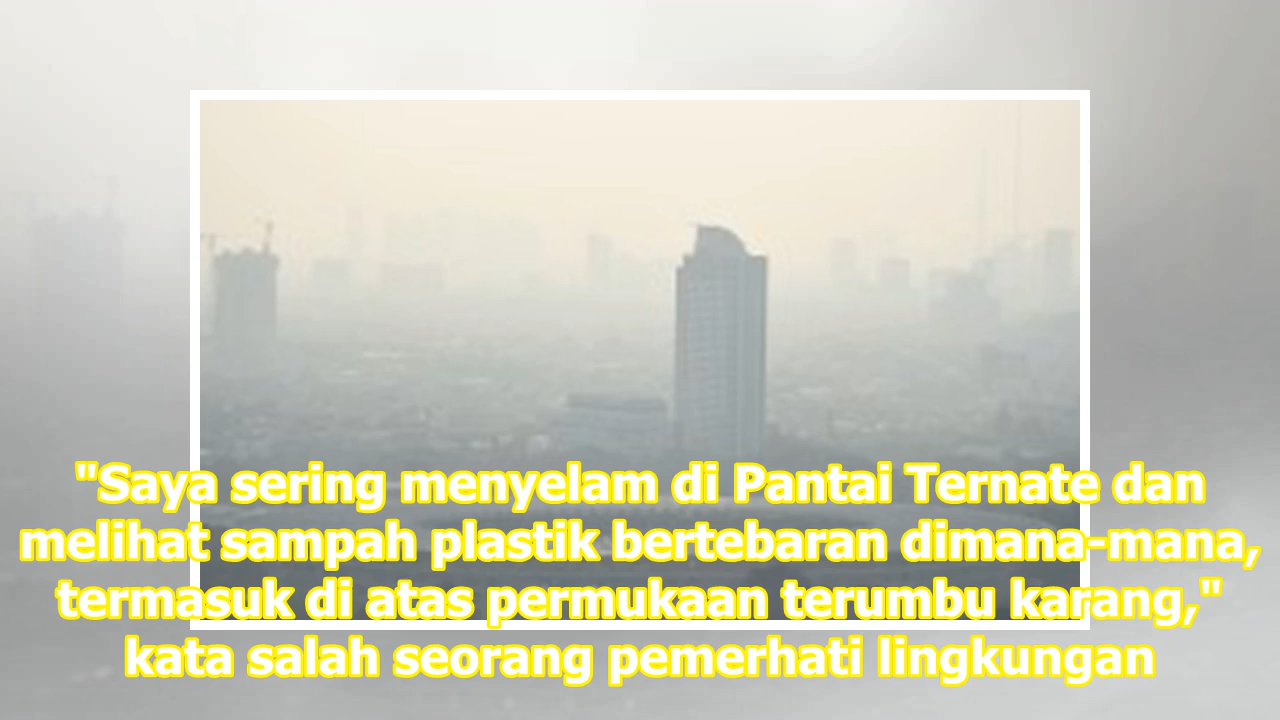 "Saya sering menyelam di Pantai Ternate dan
melihat sampah plastik bertebaran dimana-mana,
termasuk di atas permukaan terumbu karang,"
kata salah seorang pemerhati lingkungan